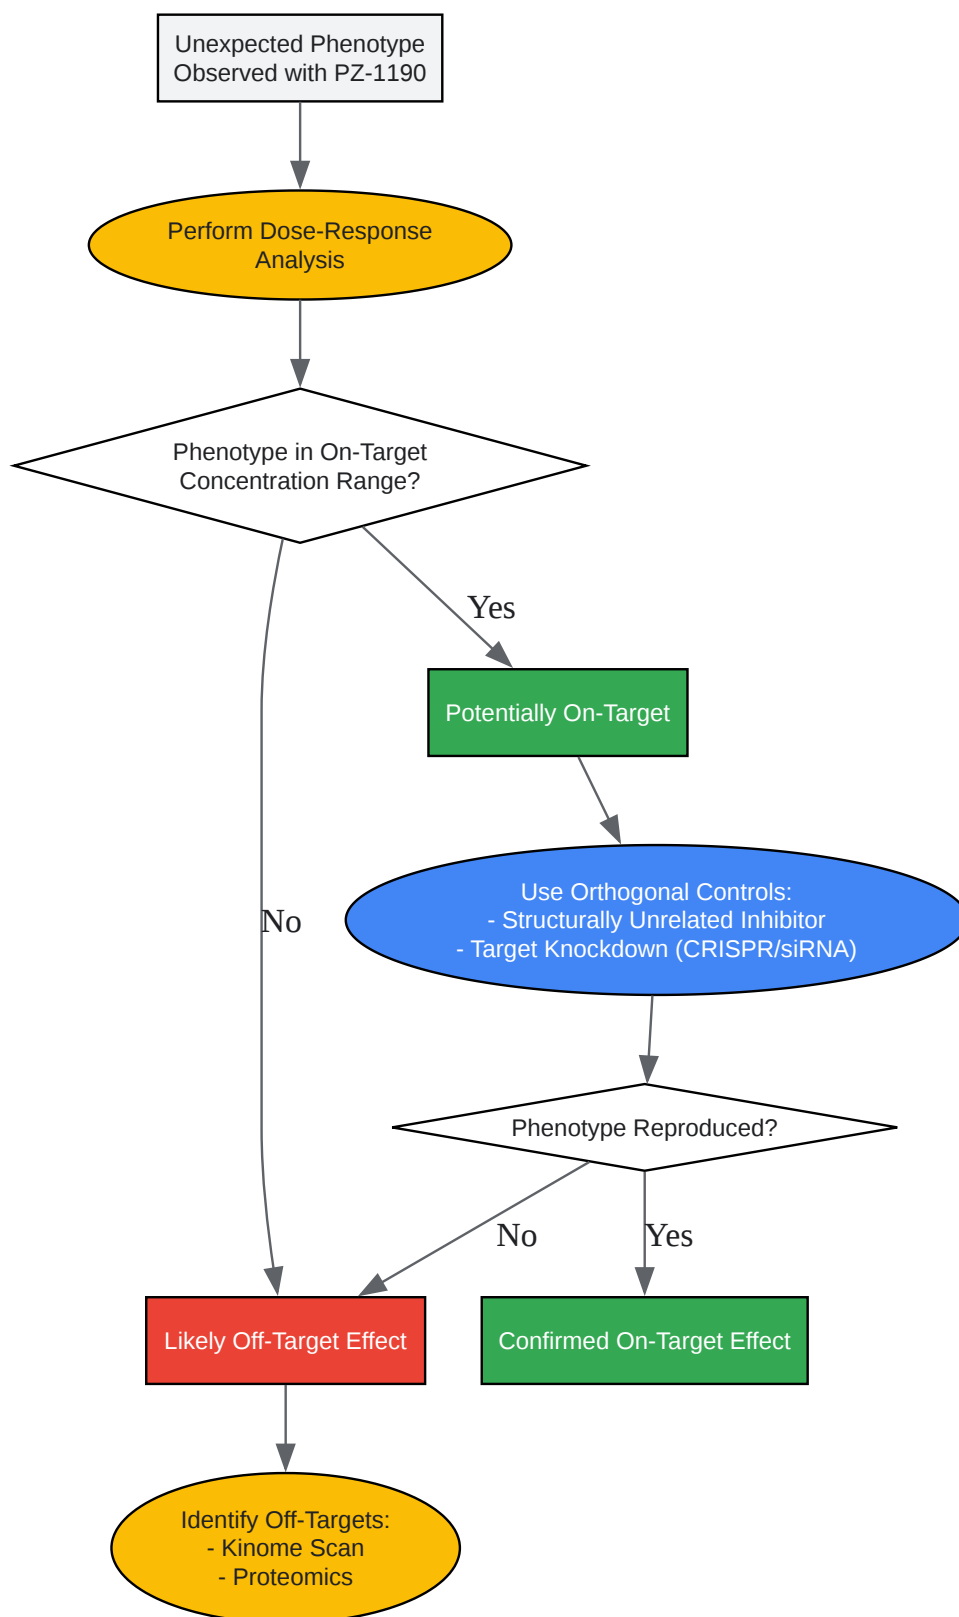 Unexpected Phenotype
Observed with PZ-1190
Perform Dose-Response
Analysis
Phenotype in On-Target
Concentration Range?
Yes
Potentially On-Target
No
Use Orthogonal Controls:
- Structurally Unrelated Inhibitor
- Target Knockdown (CRISPR/siRNA)
Phenotype Reproduced?
No
Yes
Likely Off-Target Effect
Confirmed On-Target Effect
Identify Off-Targets:
- Kinome Scan
- Proteomics